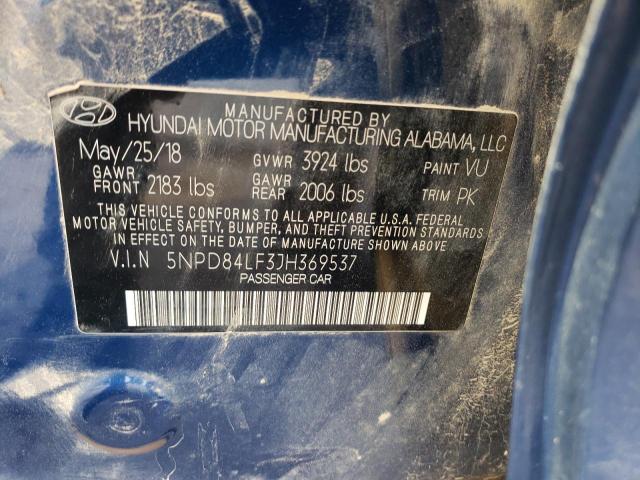 MANUFACTURED BY
HYUNDAI MOTOR MANUFACTURING ALABAMA, LLC
May/25/18 GVWR 3924 lbs PAINT VU
GAWR FRONT 2183 lbs GAWR REAR 2006 lbs TRIM PK
THIS VEHICLE CONFORMS TO ALL APPLICABLE U.S.A. FEDERAL
MOTOR VEHICLE SAFETY, BUMPER, AND THEFT PREVENTION STANDARDS
IN EFFECT ON THE DATE OF MANUFACTURE SHOWN ABOVE.
V.I.N 5NPD84LF3JH369537
PASSENGER CAR